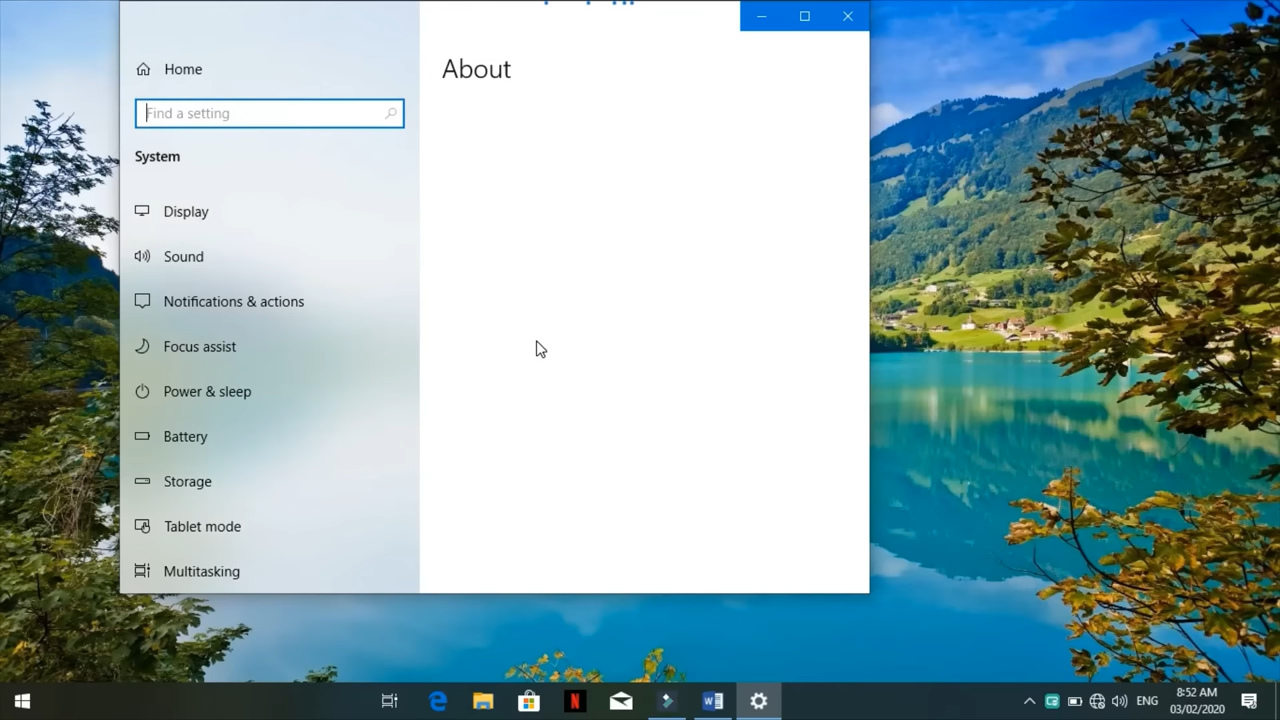 About
Home
Find a setting
System
Display
Sound
Notifications & actions
Focus assist
Power & sleep
Battery
Storage
Tablet mode
Multitasking
ENG
8:52 AM
03/02/2020